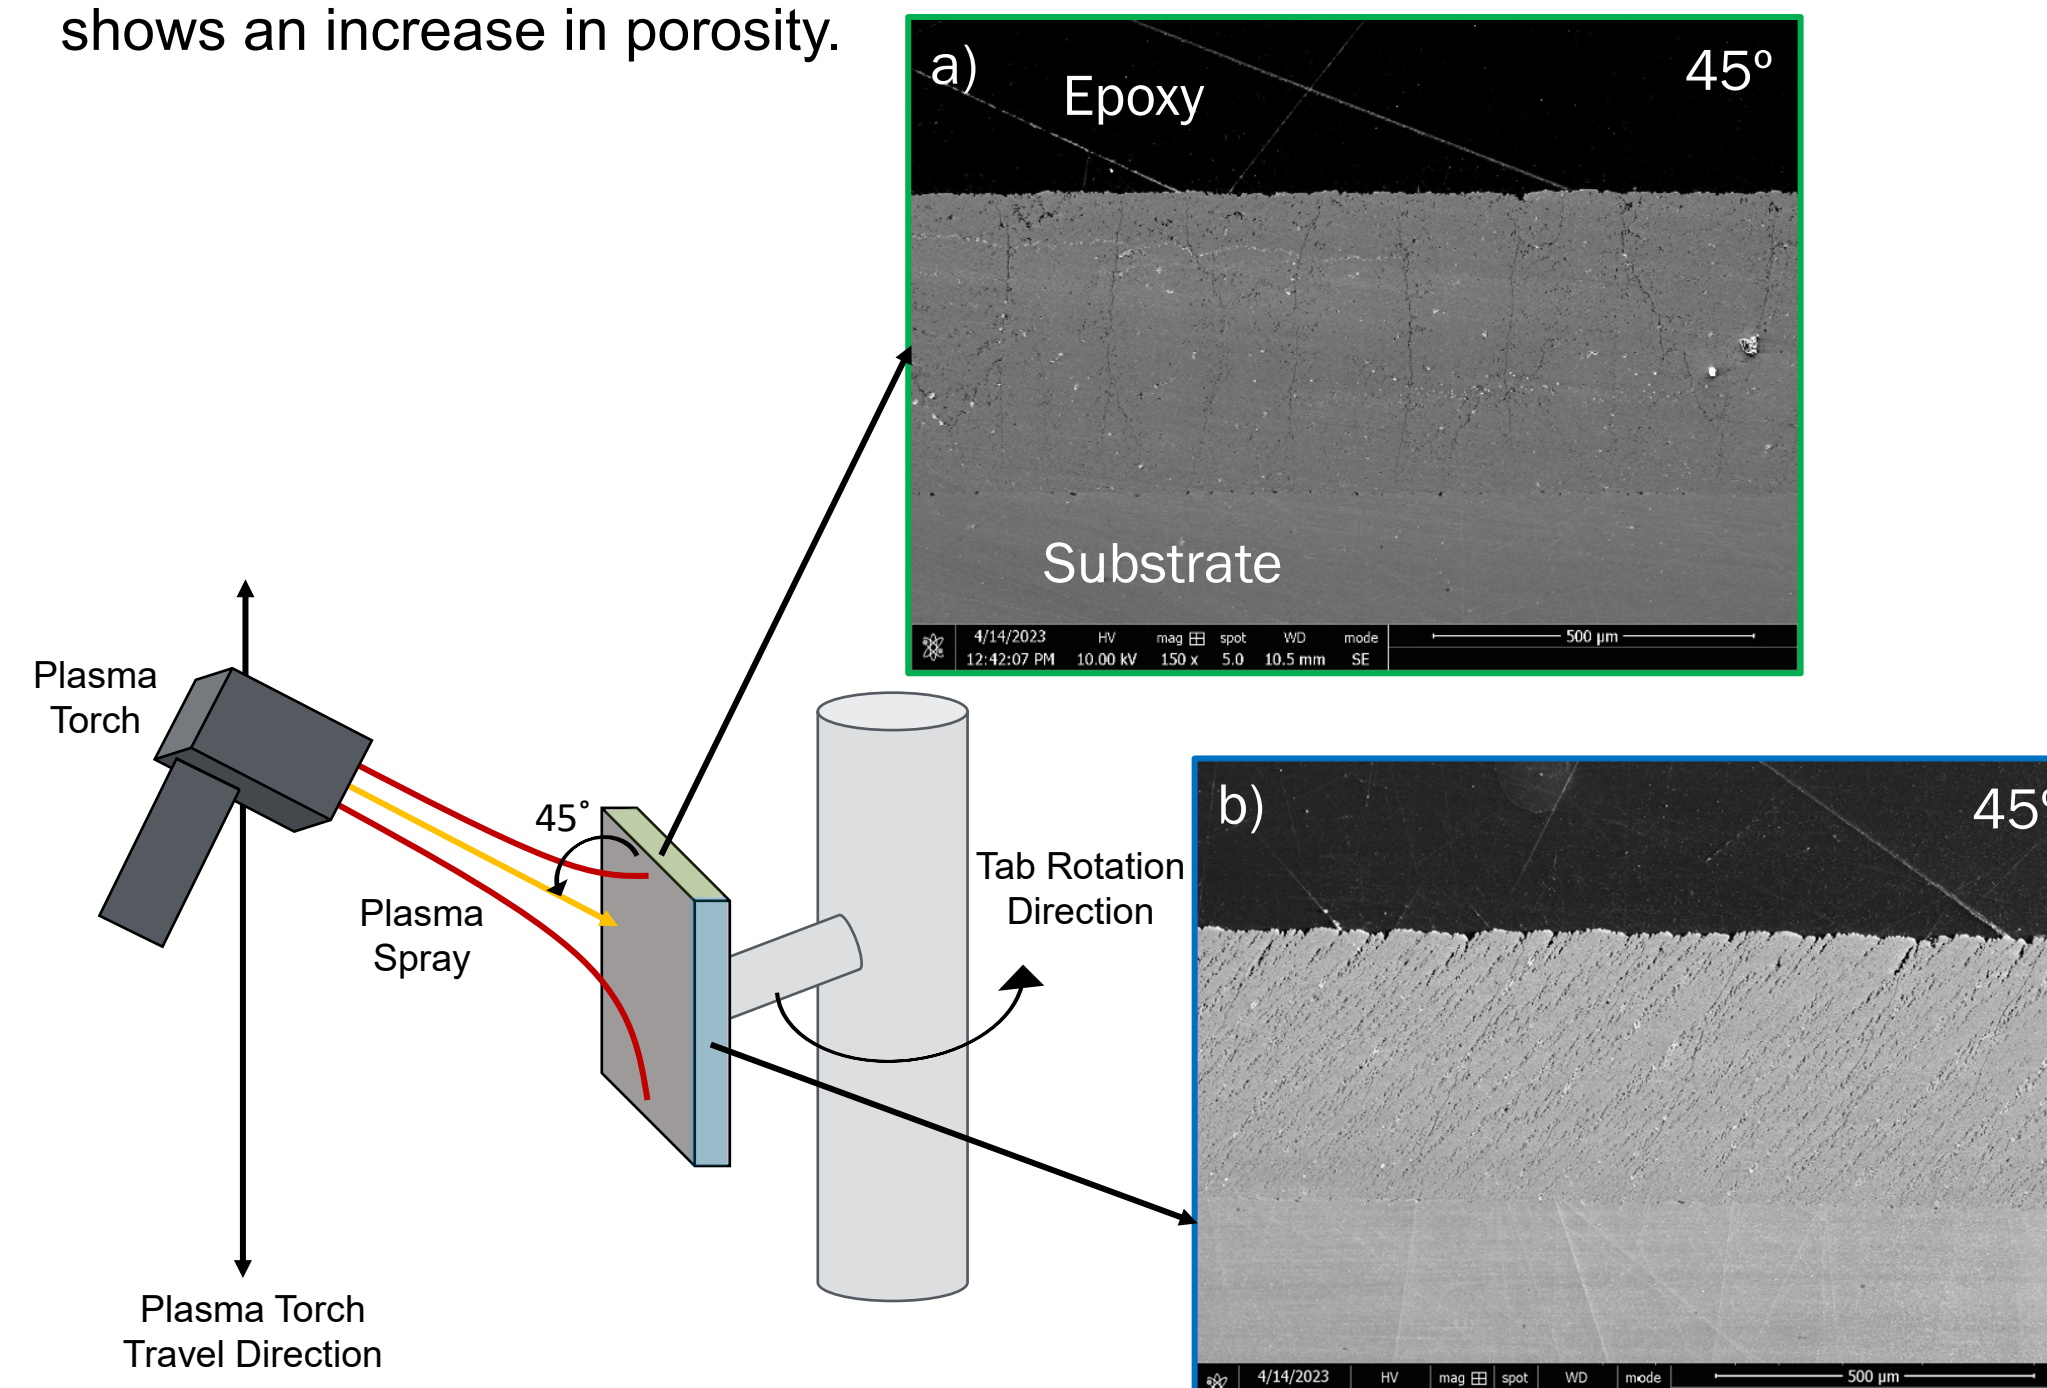 shows an increase in porosity.
a)
45º
Epoxy
Substrate
4/14/2023 HV mag spot WD mode 500 µm
12:42:07 PM 10.00 kV 150 x 5.0 10.5 mm SE
Plasma
Torch
45˚
Plasma
Spray
Tab Rotation
Direction
Plasma Torch
Travel Direction
b)
45º
4/14/2023 HV mag spot WD mode 500 µm